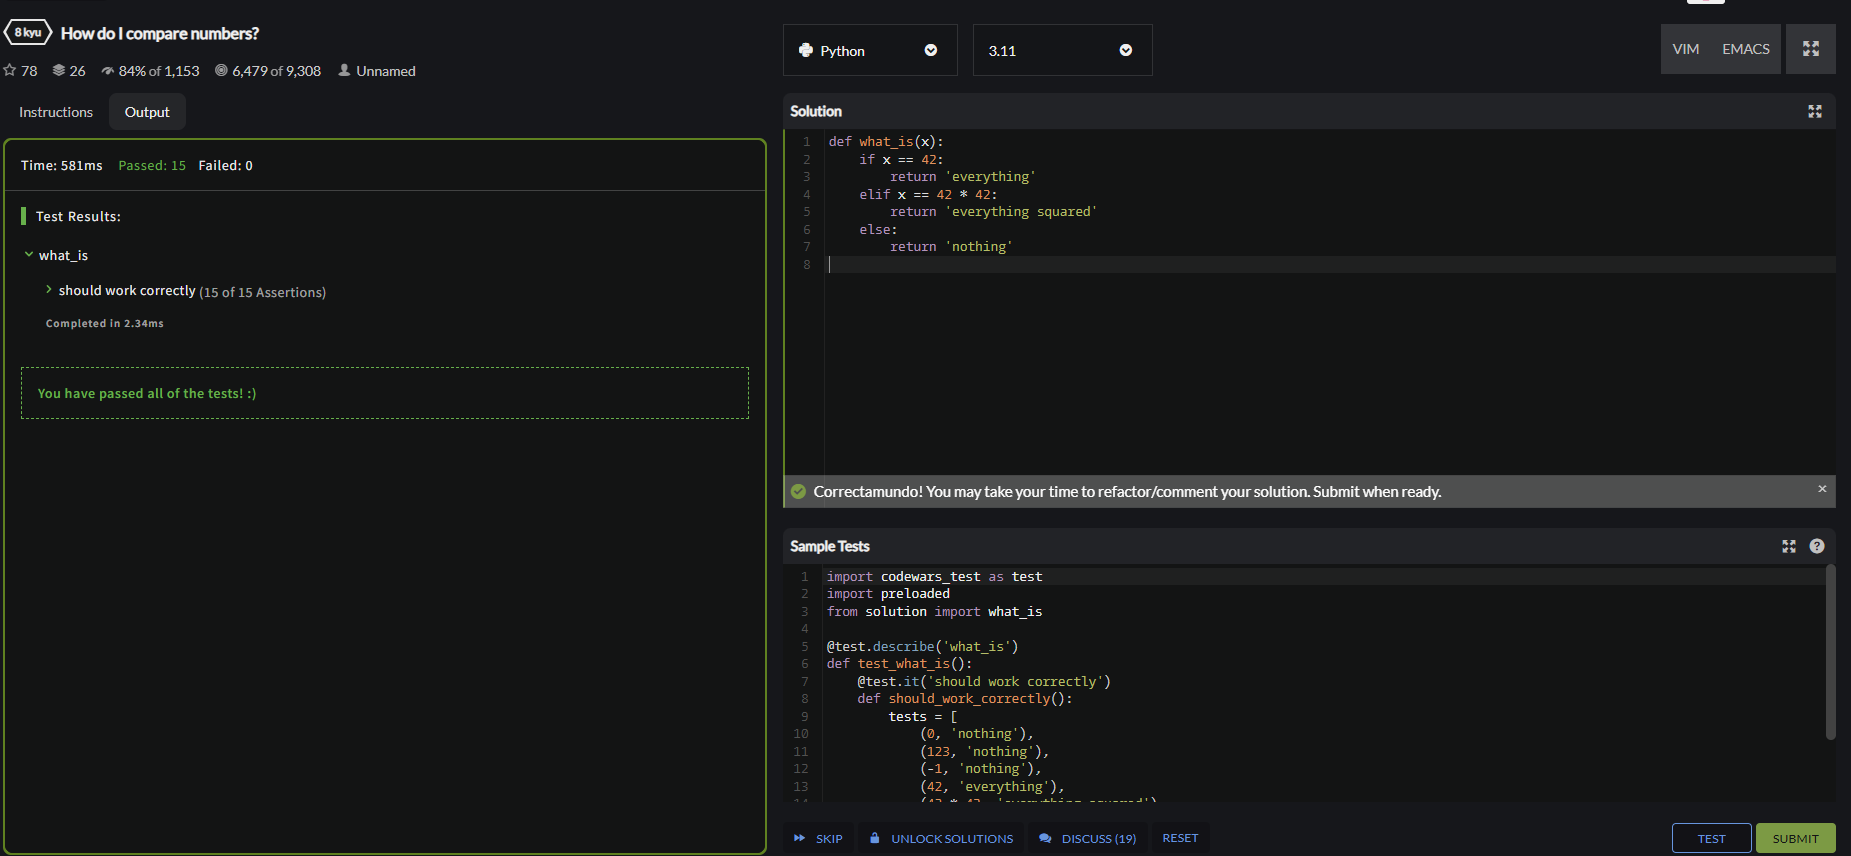 8 kyu How do I compare numbers?
78 26 84% of 1,153 6,479 of 9,308 Unnamed
Instructions Output
Time: 581ms Passed: 15 Failed: 0
Test Results:
what_is
should work correctly (15 of 15 Assertions)
Completed in 2.34ms
You have passed all of the tests! :)
Python 3.11 VIM EMACS
Solution
1 def what_is(x):
2     if x == 42:
3         return 'everything'
4     elif x == 42 * 42:
5         return 'everything squared'
6     else:
7         return 'nothing'
8
Correctamundo! You may take your time to refactor/comment your solution. Submit when ready. ×
Sample Tests ?
1 import codewars_test as test
2 import preloaded
3 from solution import what_is
4
5 @test.describe('what_is')
6 def test_what_is():
7     @test.it('should work correctly')
8     def should_work_correctly():
9         tests = [
10             (0, 'nothing'),
11             (123, 'nothing'),
12             (-1, 'nothing'),
13             (42, 'everything'),
14             (42 * 42, 'everything squared')
SKIP UNLOCK SOLUTIONS DISCUSS (19) RESET TEST SUBMIT